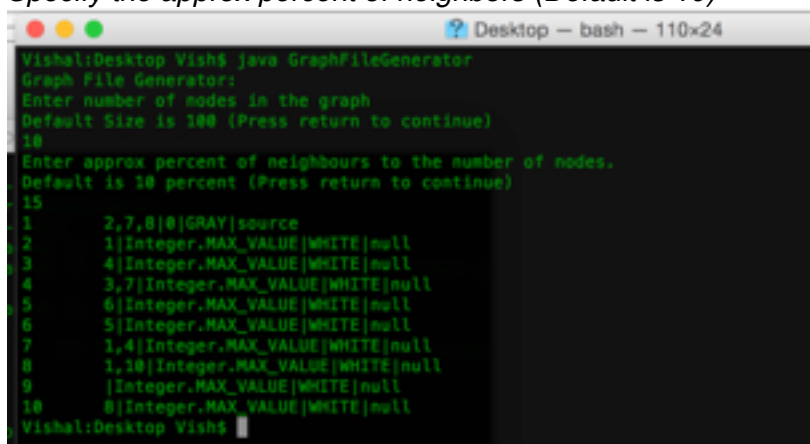 Specify the approx percent of neighbors (Default is 10)
Desktop — bash — 110×24
Vishal:Desktop Vish$ java GraphFileGenerator
Graph File Generator:
Enter number of nodes in the graph
Default Size is 100 (Press return to continue)
10
Enter approx percent of neighbours to the number of nodes.
Default is 10 percent (Press return to continue)
15
1 2,7,8|0|GRAY|source
2 1|Integer.MAX_VALUE|WHITE|null
3 4|Integer.MAX_VALUE|WHITE|null
4 3,7|Integer.MAX_VALUE|WHITE|null
5 6|Integer.MAX_VALUE|WHITE|null
6 5|Integer.MAX_VALUE|WHITE|null
7 1,4|Integer.MAX_VALUE|WHITE|null
8 1,10|Integer.MAX_VALUE|WHITE|null
9 |Integer.MAX_VALUE|WHITE|null
10 8|Integer.MAX_VALUE|WHITE|null
Vishal:Desktop Vish$